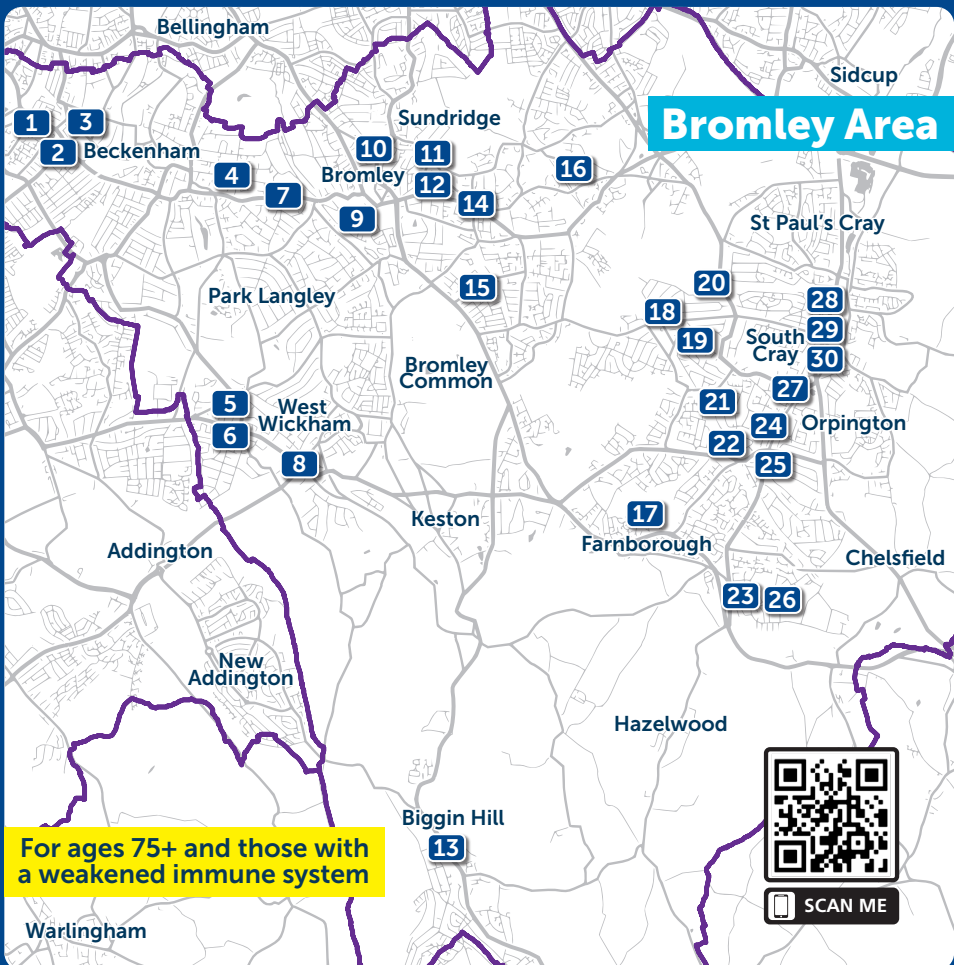 Bellingham
Sidcup
Bromley Area
Sundridge
1
3
2
Beckenham
10
11
Bromley
12
16
4
7
14
9
St Paul's Cray
15
20
Park Langley
18
28
19
South
Cray
29
30
Bromley
Common
27
5
West
Wickham
21
24
Orpington
6
22
8
25
17
Keston
Farnborough
Addington
Chelsfield
23
26
New
Addington
Hazelwood
Biggin Hill
13
For ages 75+ and those with
a weakened immune system
SCAN ME
Warlingham